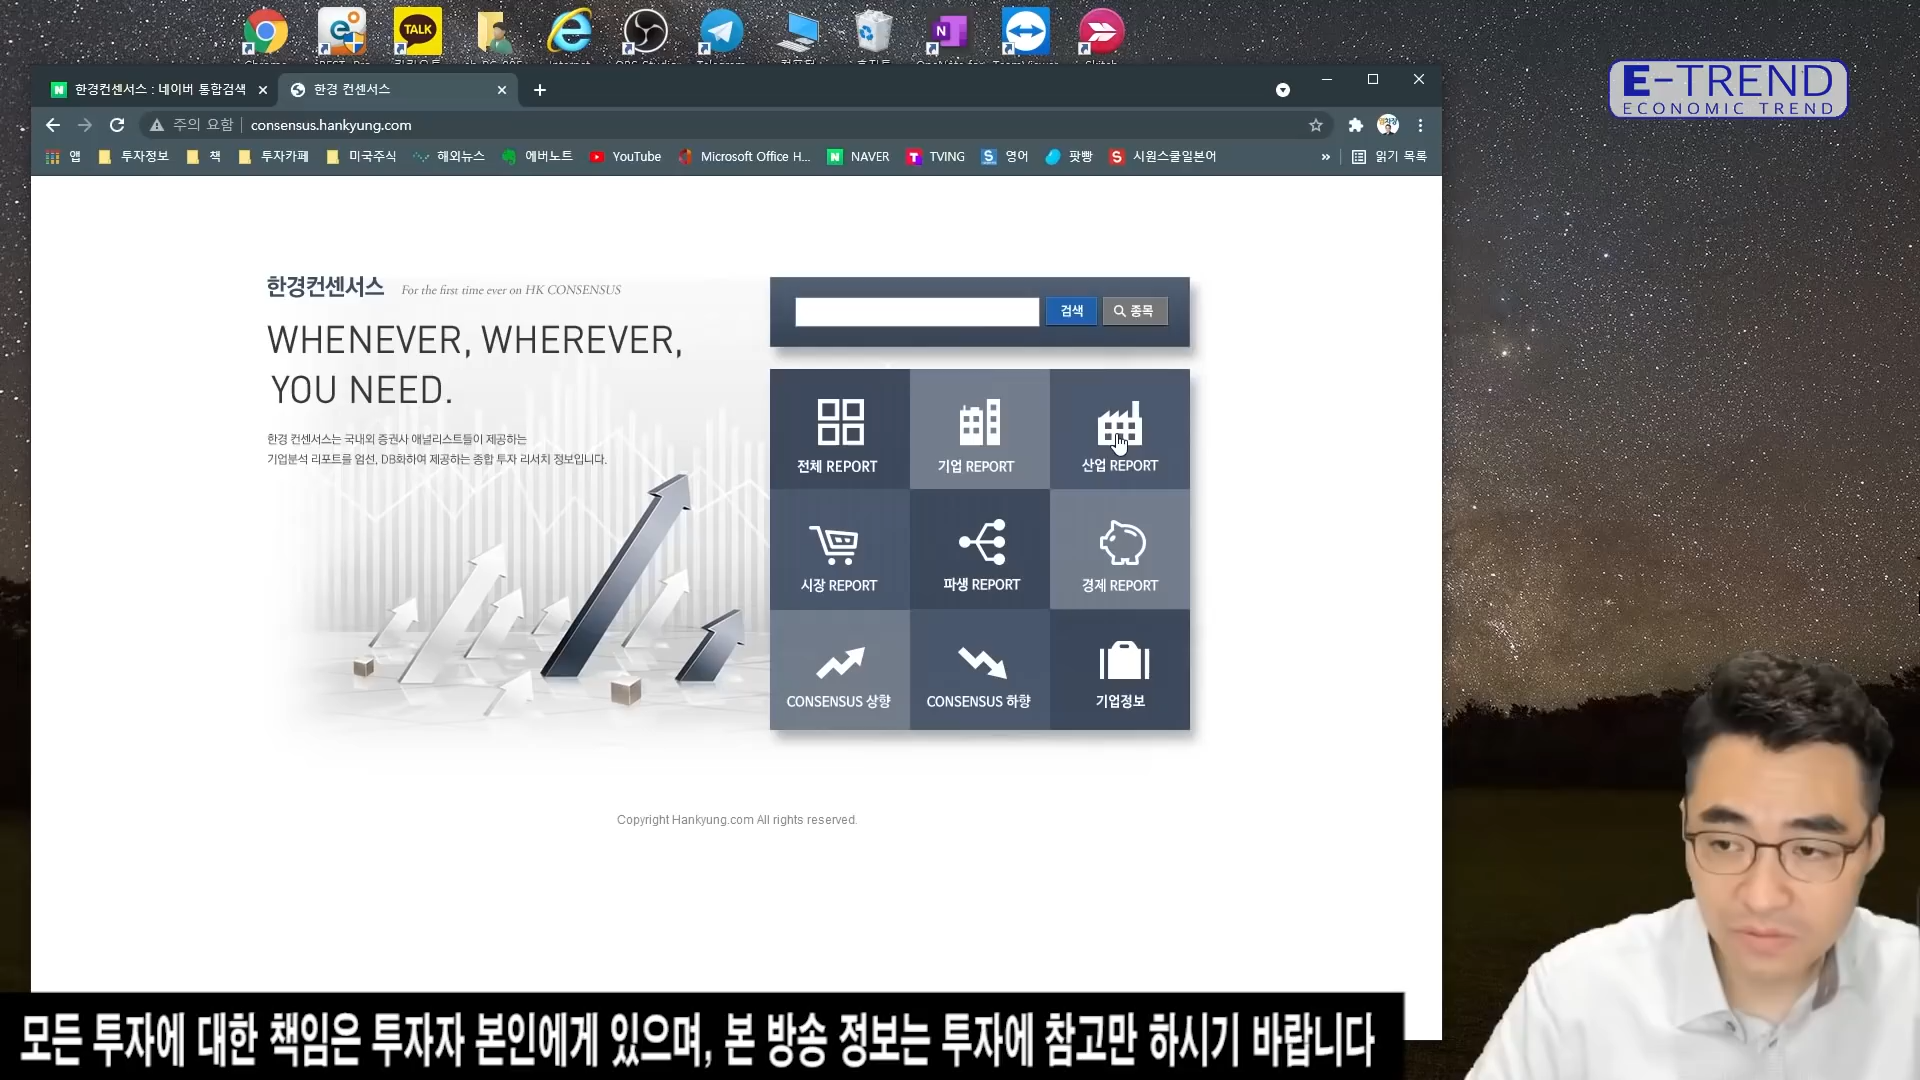 TALK
E-TREND
ECONOMIC TREND
한경컨센서스 : 네이버 통합검색
한경 컨센서스
주의 요함
consensus.hankyung.com
앱
투자정보
책
투자카페
미국주식
해외뉴스
에버노트
YouTube
Microsoft Office H...
NAVER
TVING
영어
팟빵
시원스쿨일본어
»
읽기 목록
한경컨센서스 For the first time ever on HK CONSENSUS
WHENEVER, WHEREVER,
YOU NEED.
한경 컨센서스는 국내외 증권사 애널리스트들이 제공하는
기업분석 리포트를 엄선, DB화하여 제공하는 종합 투자 리서치 정보입니다.
검색
종목
전체 REPORT
기업 REPORT
산업 REPORT
시장 REPORT
파생 REPORT
경제 REPORT
CONSENSUS 상향
CONSENSUS 하향
기업정보
Copyright Hankyung.com All rights reserved.
모든 투자에 대한 책임은 투자자 본인에게 있으며, 본 방송 정보는 투자에 참고만 하시기 바랍니다